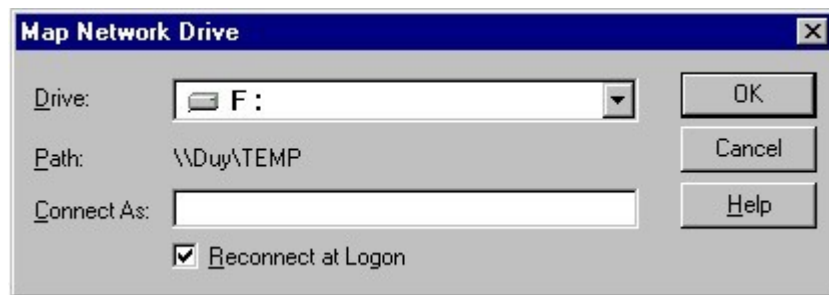 Map Network Drive
Drive: F: OK
Path: \\Duy\TEMP Cancel
Connect As: Help
Reconnect at Logon